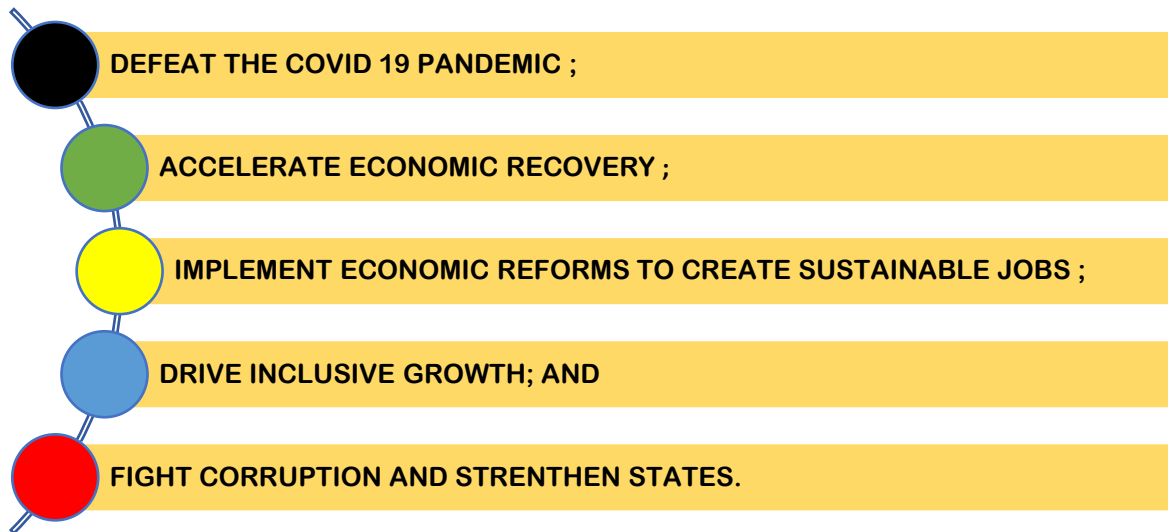 DEFEAT THE COVID 19 PANDEMIC ;
ACCELERATE ECONOMIC RECOVERY ;
IMPLEMENT ECONOMIC REFORMS TO CREATE SUSTAINABLE JOBS ;
DRIVE INCLUSIVE GROWTH; AND
FIGHT CORRUPTION AND STRENTHEN STATES.